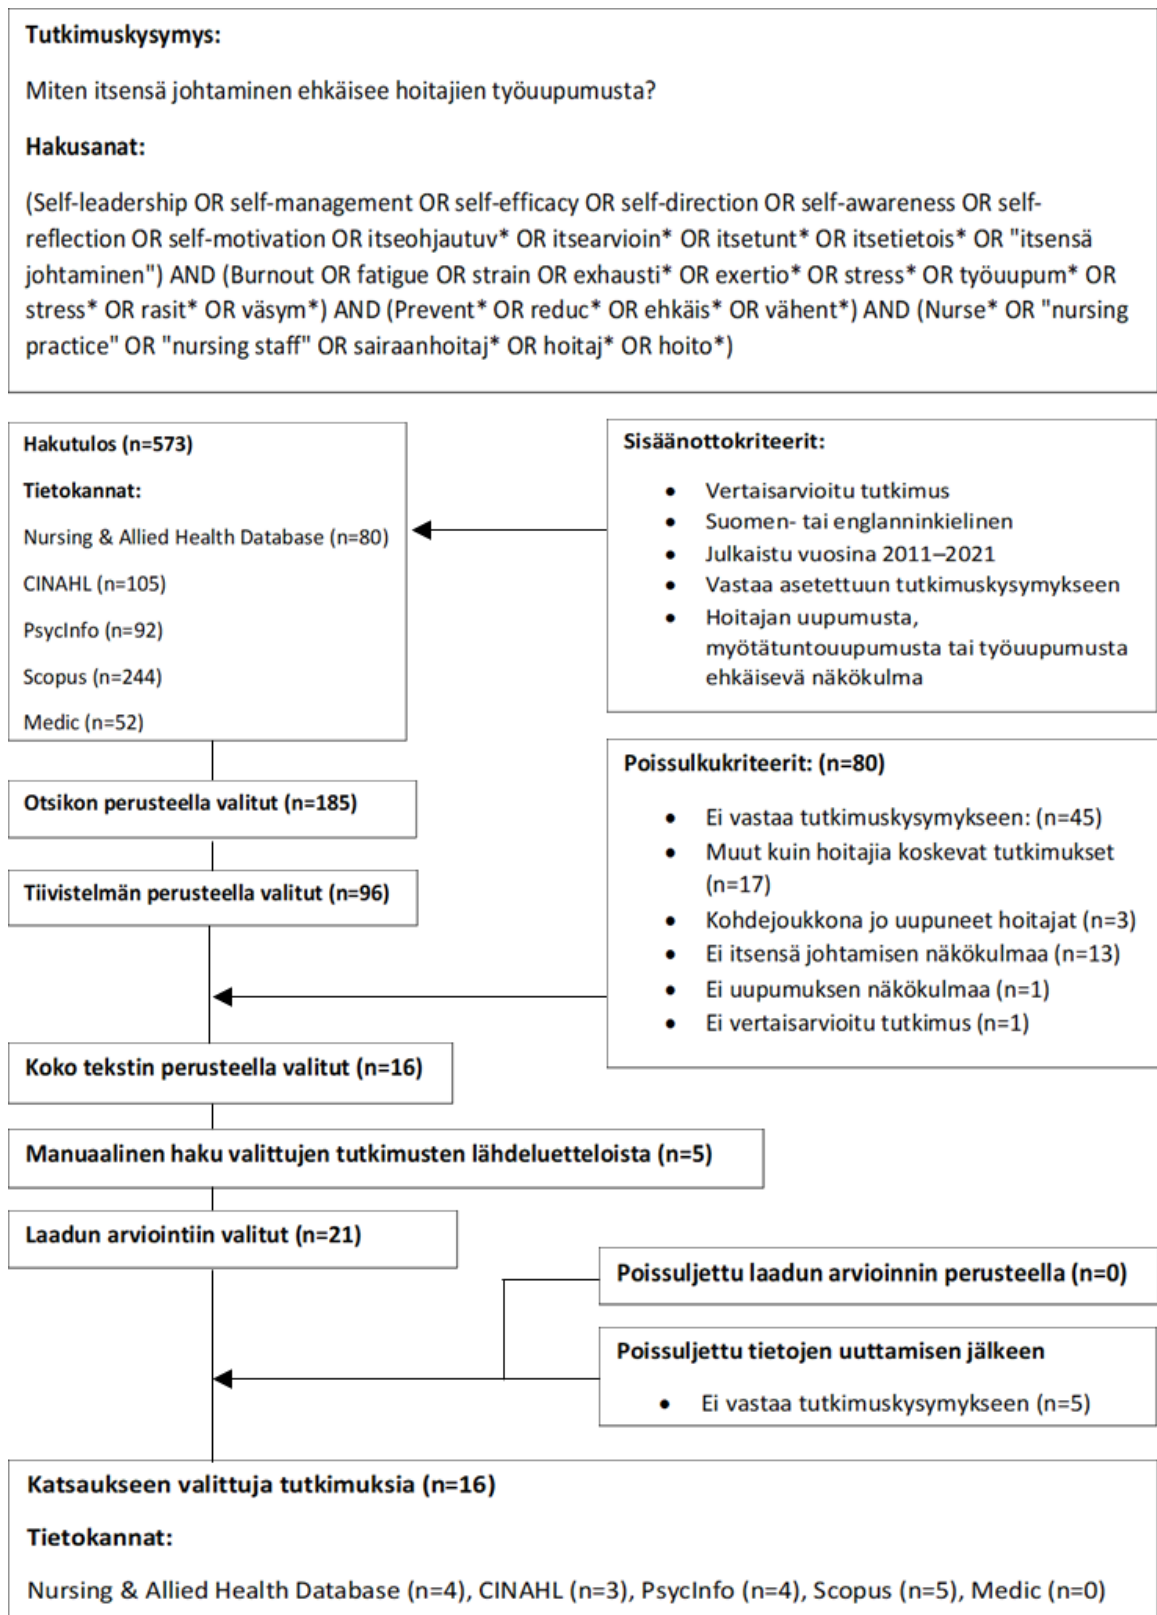 Tutkimuskysymys:
Miten itsensä johtaminen ehkäisee hoitajien työuupumusta?
Hakusanat:
(Self-leadership OR self-management OR self-efficacy OR self-direction OR self-awareness OR self-
reflection OR self-motivation OR itseohjautuv* OR itsearvioin* OR itsetunt* OR itsetietois* OR "itsensä
johtaminen") AND (Burnout OR fatigue OR strain OR exhausti* OR exertio* OR stress* OR työuupum* OR
stress* OR rasit* OR väsym*) AND (Prevent* OR reduc* OR ehkäis* OR vähent*) AND (Nurse* OR "nursing
practice" OR "nursing staff" OR sairaanhoitaj* OR hoitaj* OR hoito*)
Hakutulos (n=573)
Tietokannat:
Nursing & Allied Health Database (n=80)
CINAHL (n=105)
PsycInfo (n=92)
Scopus (n=244)
Medic (n=52)
Sisäänottokriteerit:
• Vertaisarvioitu tutkimus
• Suomen- tai englanninkielinen
• Julkaistu vuosina 2011–2021
• Vastaa asetettuun tutkimuskysymykseen
• Hoitajan uupumusta,
myötätuntouupumusta tai työuupumusta
ehkäisevä näkökulma
Otsikon perusteella valitut (n=185)
Tiivistelmän perusteella valitut (n=96)
Poissulkukriteerit: (n=80)
• Ei vastaa tutkimuskysymykseen: (n=45)
• Muut kuin hoitajia koskevat tutkimukset
(n=17)
• Kohdejoukkona jo uupuneet hoitajat (n=3)
• Ei itsensä johtamisen näkökulmaa (n=13)
• Ei uupumuksen näkökulmaa (n=1)
• Ei vertaisarvioitu tutkimus (n=1)
Koko tekstin perusteella valitut (n=16)
Manuaalinen haku valittujen tutkimusten lähdeluetteloista (n=5)
Laadun arviointiin valitut (n=21)
Poissuljettu laadun arvioinnin perusteella (n=0)
Poissuljettu tietojen uuttamisen jälkeen
• Ei vastaa tutkimuskysymykseen (n=5)
Katsaukseen valittuja tutkimuksia (n=16)
Tietokannat:
Nursing & Allied Health Database (n=4), CINAHL (n=3), PsycInfo (n=4), Scopus (n=5), Medic (n=0)